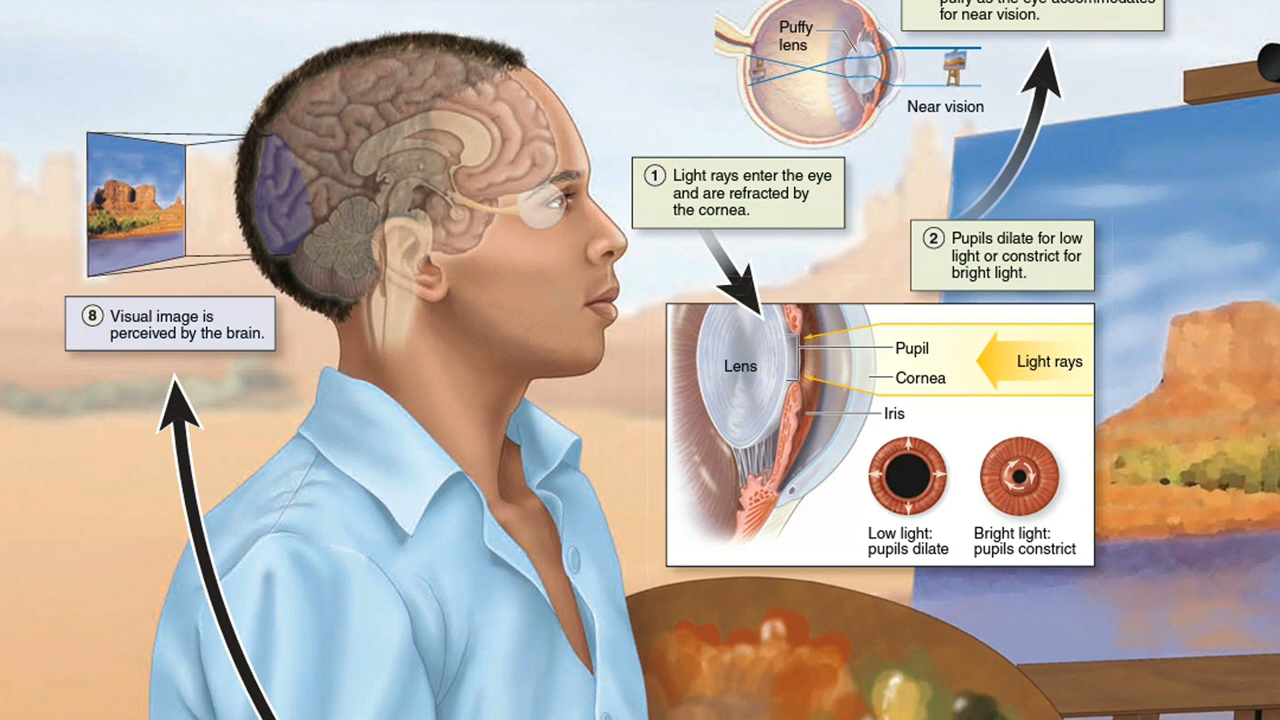 puffy as the eye accommodates
for near vision.
Puffy
lens
Near vision
1 Light rays enter the eye
and are refracted by
the cornea.
2 Pupils dilate for low
light or constrict for
bright light.
8 Visual image is
perceived by the brain.
Lens
Pupil
Cornea
Iris
Light rays
Low light:
pupils dilate
Bright light:
pupils constrict